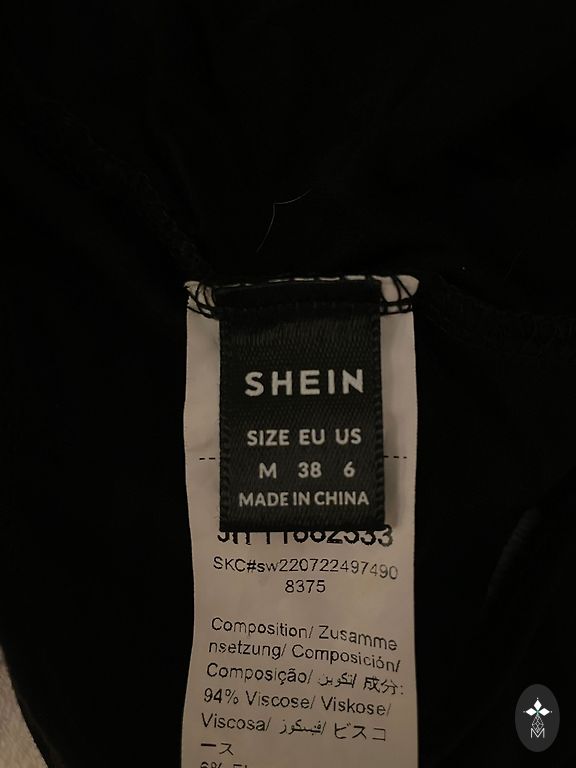 SHEIN
SIZE EU US
M 38 6
MADE IN CHINA
SKC#sw220722497490
8375
Composition/ Zusamme
nsetzung/ Composición/
Composição/ تكوين/ 成分:
94% Viscose/ Viskose/
Viscosa/ فيسكوز/ ビスコ
ース